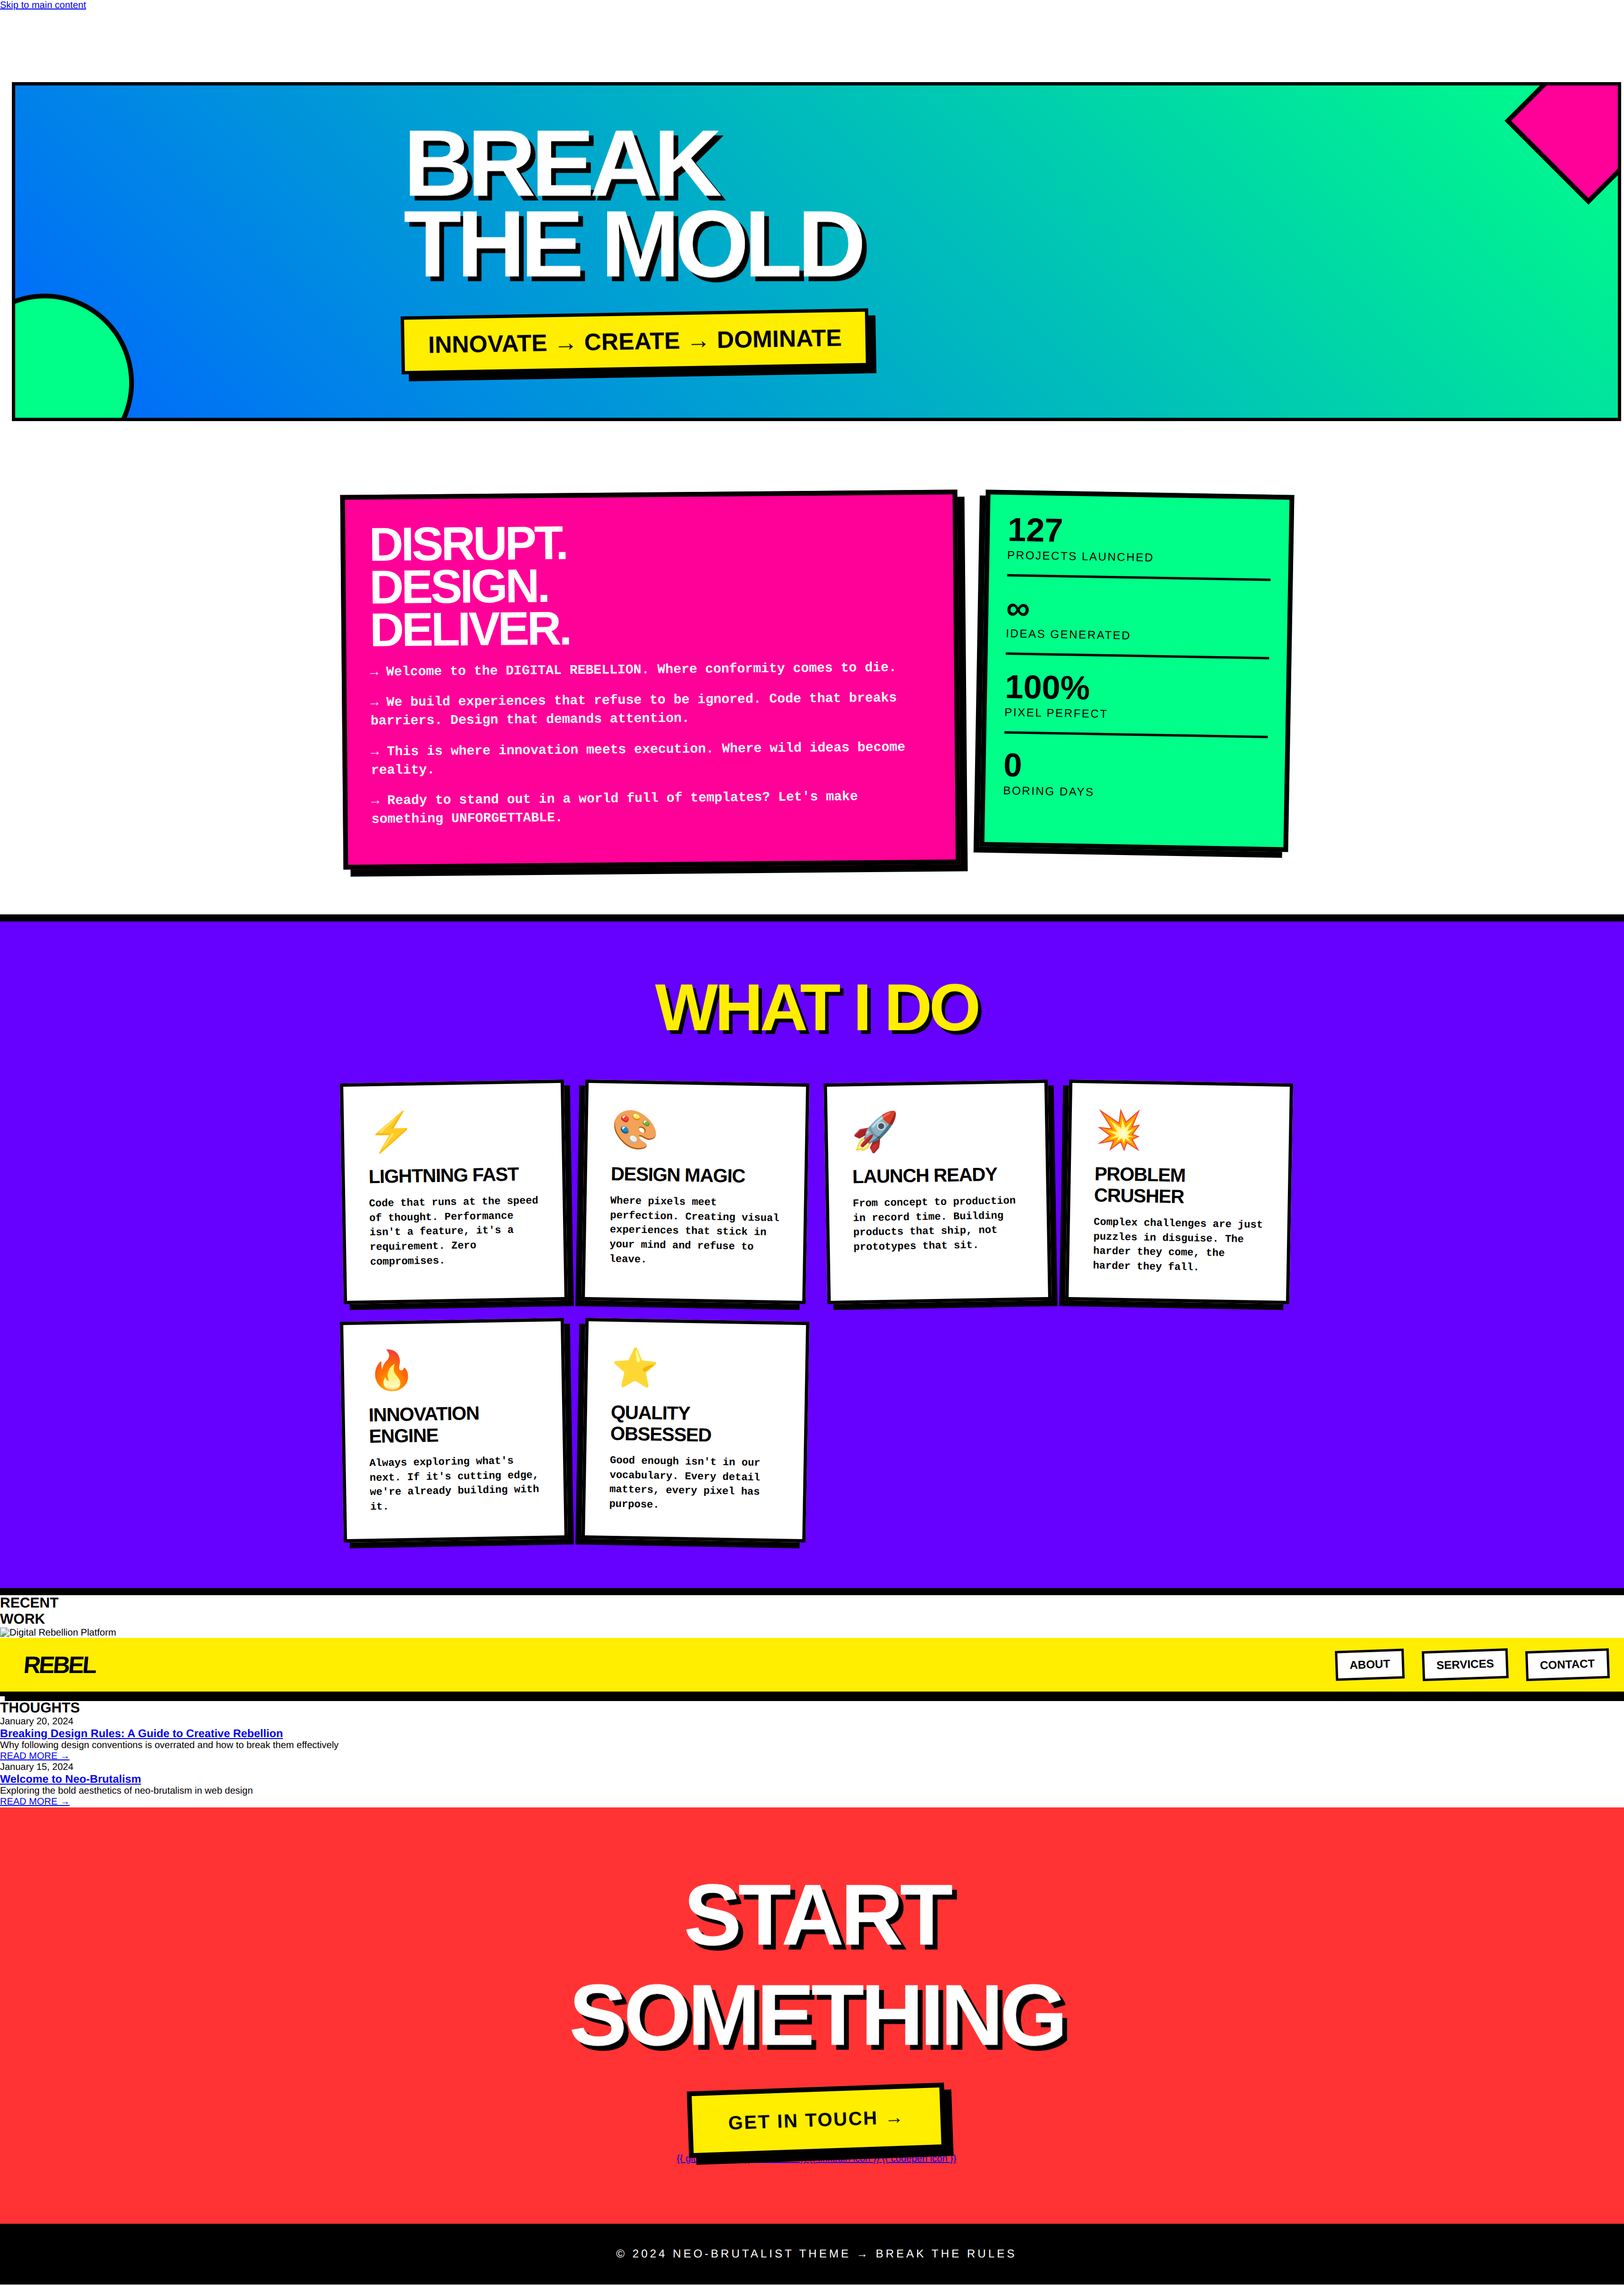 Skip to main content
BREAK
THE MOLD
INNOVATE → CREATE → DOMINATE
DISRUPT.
DESIGN.
DELIVER.
→ Welcome to the DIGITAL REBELLION. Where conformity comes to die.
→ We build experiences that refuse to be ignored. Code that breaks
barriers. Design that demands attention.
→ This is where innovation meets execution. Where wild ideas become
reality.
→ Ready to stand out in a world full of templates? Let's make
something UNFORGETTABLE.
127
PROJECTS LAUNCHED
∞
IDEAS GENERATED
100%
PIXEL PERFECT
0
BORING DAYS
WHAT I DO
LIGHTNING FAST
Code that runs at the speed
of thought. Performance
isn't a feature, it's a
requirement. Zero
compromises.
DESIGN MAGIC
Where pixels meet
perfection. Creating visual
experiences that stick in
your mind and refuse to
leave.
LAUNCH READY
From concept to production
in record time. Building
products that ship, not
prototypes that sit.
PROBLEM
CRUSHER
Complex challenges are just
puzzles in disguise. The
harder they come, the
harder they fall.
INNOVATION
ENGINE
Always exploring what's
next. If it's cutting edge,
we're already building with
it.
QUALITY
OBSESSED
Good enough isn't in our
vocabulary. Every detail
matters, every pixel has
purpose.
RECENT
WORK
Digital Rebellion Platform
REBEL
ABOUT
SERVICES
CONTACT
THOUGHTS
January 20, 2024
Breaking Design Rules: A Guide to Creative Rebellion
Why following design conventions is overrated and how to break them effectively
READ MORE →
January 15, 2024
Welcome to Neo-Brutalism
Exploring the bold aesthetics of neo-brutalism in web design
READ MORE →
START
SOMETHING
GET IN TOUCH →
© 2024 NEO-BRUTALIST THEME → BREAK THE RULES